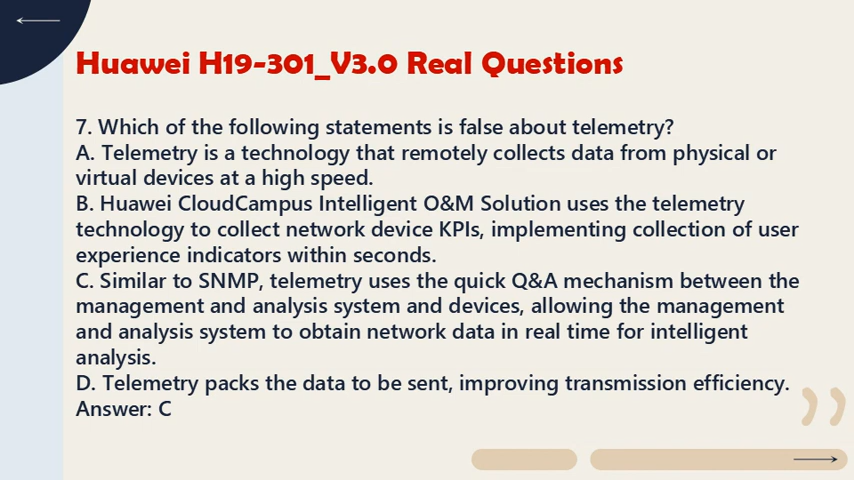 Huawei H19-301_V3.0 Real Questions
7. Which of the following statements is false about telemetry?
A. Telemetry is a technology that remotely collects data from physical or
virtual devices at a high speed.
B. Huawei CloudCampus Intelligent O&M Solution uses the telemetry
technology to collect network device KPIs, implementing collection of user
experience indicators within seconds.
C. Similar to SNMP, telemetry uses the quick Q&A mechanism between the
management and analysis system and devices, allowing the management
and analysis system to obtain network data in real time for intelligent
analysis.
D. Telemetry packs the data to be sent, improving transmission efficiency.
Answer: C